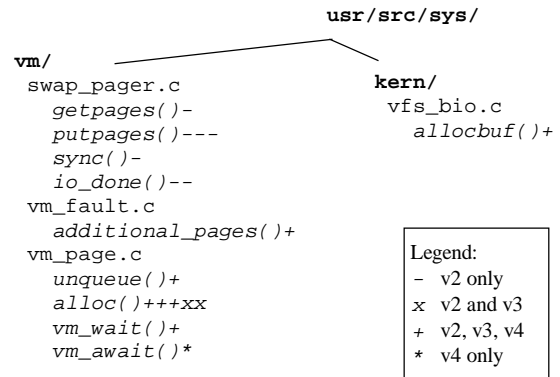 usr/src/sys/
vm/
swap_pager.c
getpages()-
putpages()---
sync()-
io_done()--
vm_fault.c
additional_pages()+
vm_page.c
unqueue()+
alloc()+++xx
vm_wait()+
vm_await()*
kern/
vfs_bio.c
allocbuf()+
Legend:
- v2 only
x v2 and v3
+ v2, v3, v4
* v4 only